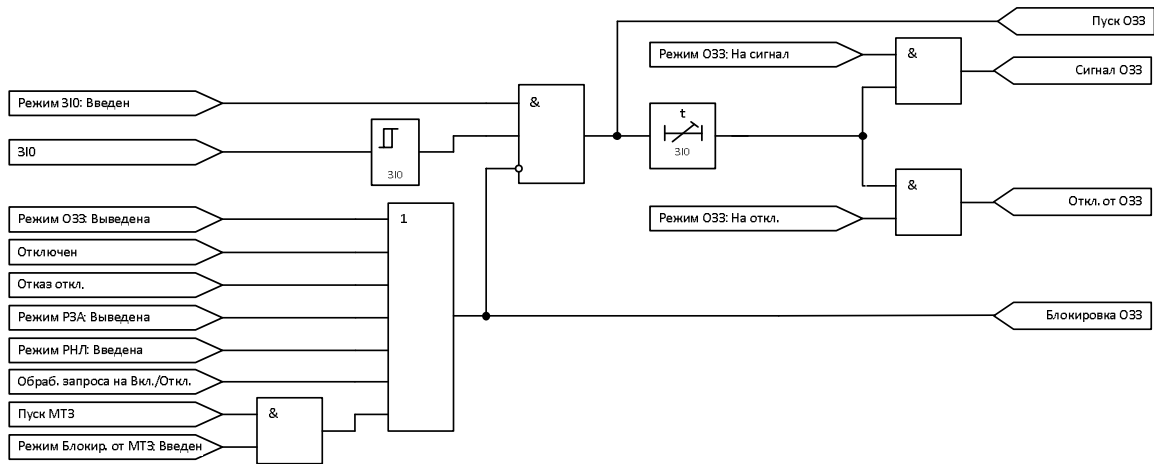 Пуск ОЗЗ
Режим ОЗЗ: На сигнал
&
Сигнал ОЗЗ
Режим 3I0: Введен
&
t
3I0
3I0
3I0
Режим ОЗЗ: Выведена
1
&
Откл. от ОЗЗ
Режим ОЗЗ: На откл.
Отключен
Отказ откл.
Режим РЗА: Выведена
Блокировка ОЗЗ
Режим РНЛ: Введена
Обраб. запроса на Вкл./Откл.
Пуск МТЗ
&
Режим Блокир. от МТЗ: Введен